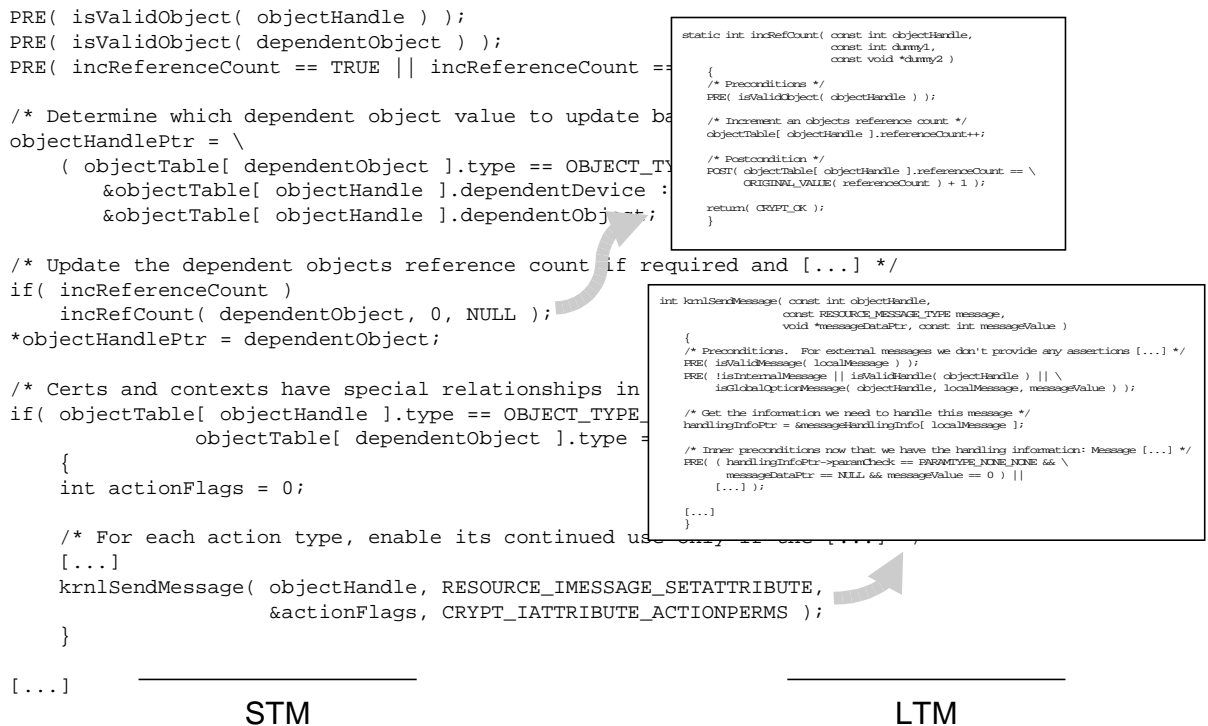 PRE( isValidObject( objectHandle ) );
PRE( isValidObject( dependentObject ) );
PRE( incReferenceCount == TRUE || incReferenceCount ==
/* Determine which dependent object value to update ba
objectHandlePtr = \
( objectTable[ dependentObject ].type == OBJECT_TY
&objectTable[ objectHandle ].dependentDevice :
&objectTable[ objectHandle ].dependentObject;
/* Update the dependent objects reference count if required and [...] */
if( incReferenceCount )
incRefCount( dependentObject, 0, NULL );
*objectHandlePtr = dependentObject;
/* Certs and contexts have special relationships in
if( objectTable[ objectHandle ].type == OBJECT_TYPE_
objectTable[ dependentObject ].type =
{
int actionFlags = 0;
/* For each action type, enable its continued use only if the [...] */
[...]
krnlSendMessage( objectHandle, RESOURCE_IMESSAGE_SETATTRIBUTE,
&actionFlags, CRYPT_IATTRIBUTE_ACTIONPERMS );
}
[...]
static int incRefCount( const int objectHandle,
const int dummy1,
const void *dummy2 )
{
/* Preconditions */
PRE( isValidObject( objectHandle ) );
/* Increment an objects reference count */
objectTable[ objectHandle ].referenceCount++;
/* Postcondition */
POST( objectTable[ objectHandle ].referenceCount == \
ORIGINAL_VALUE( referenceCount ) + 1 );
return( CRYPT_OK );
}
int krnlSendMessage( const int objectHandle,
const RESOURCE_MESSAGE_TYPE message,
void *messageDataPtr, const int messageValue )
{
/* Preconditions. For external messages we don't provide any assertions [...] */
PRE( isValidMessage( localMessage ) );
PRE( !isInternalMessage || isValidHandle( objectHandle ) || \
isGlobalOptionMessage( objectHandle, localMessage, messageValue ) );
/* Get the information we need to handle this message */
handlingInfoPtr = &messageHandlingInfo[ localMessage ];
/* Inner preconditions now that we have the handling information: Message [...] */
PRE( ( handlingInfoPtr->paramCheck == PARAMTYPE_NONE_NONE && \
messageDataPtr == NULL && messageValue == 0 ) ||
[...] );
[...]
}
STM
LTM